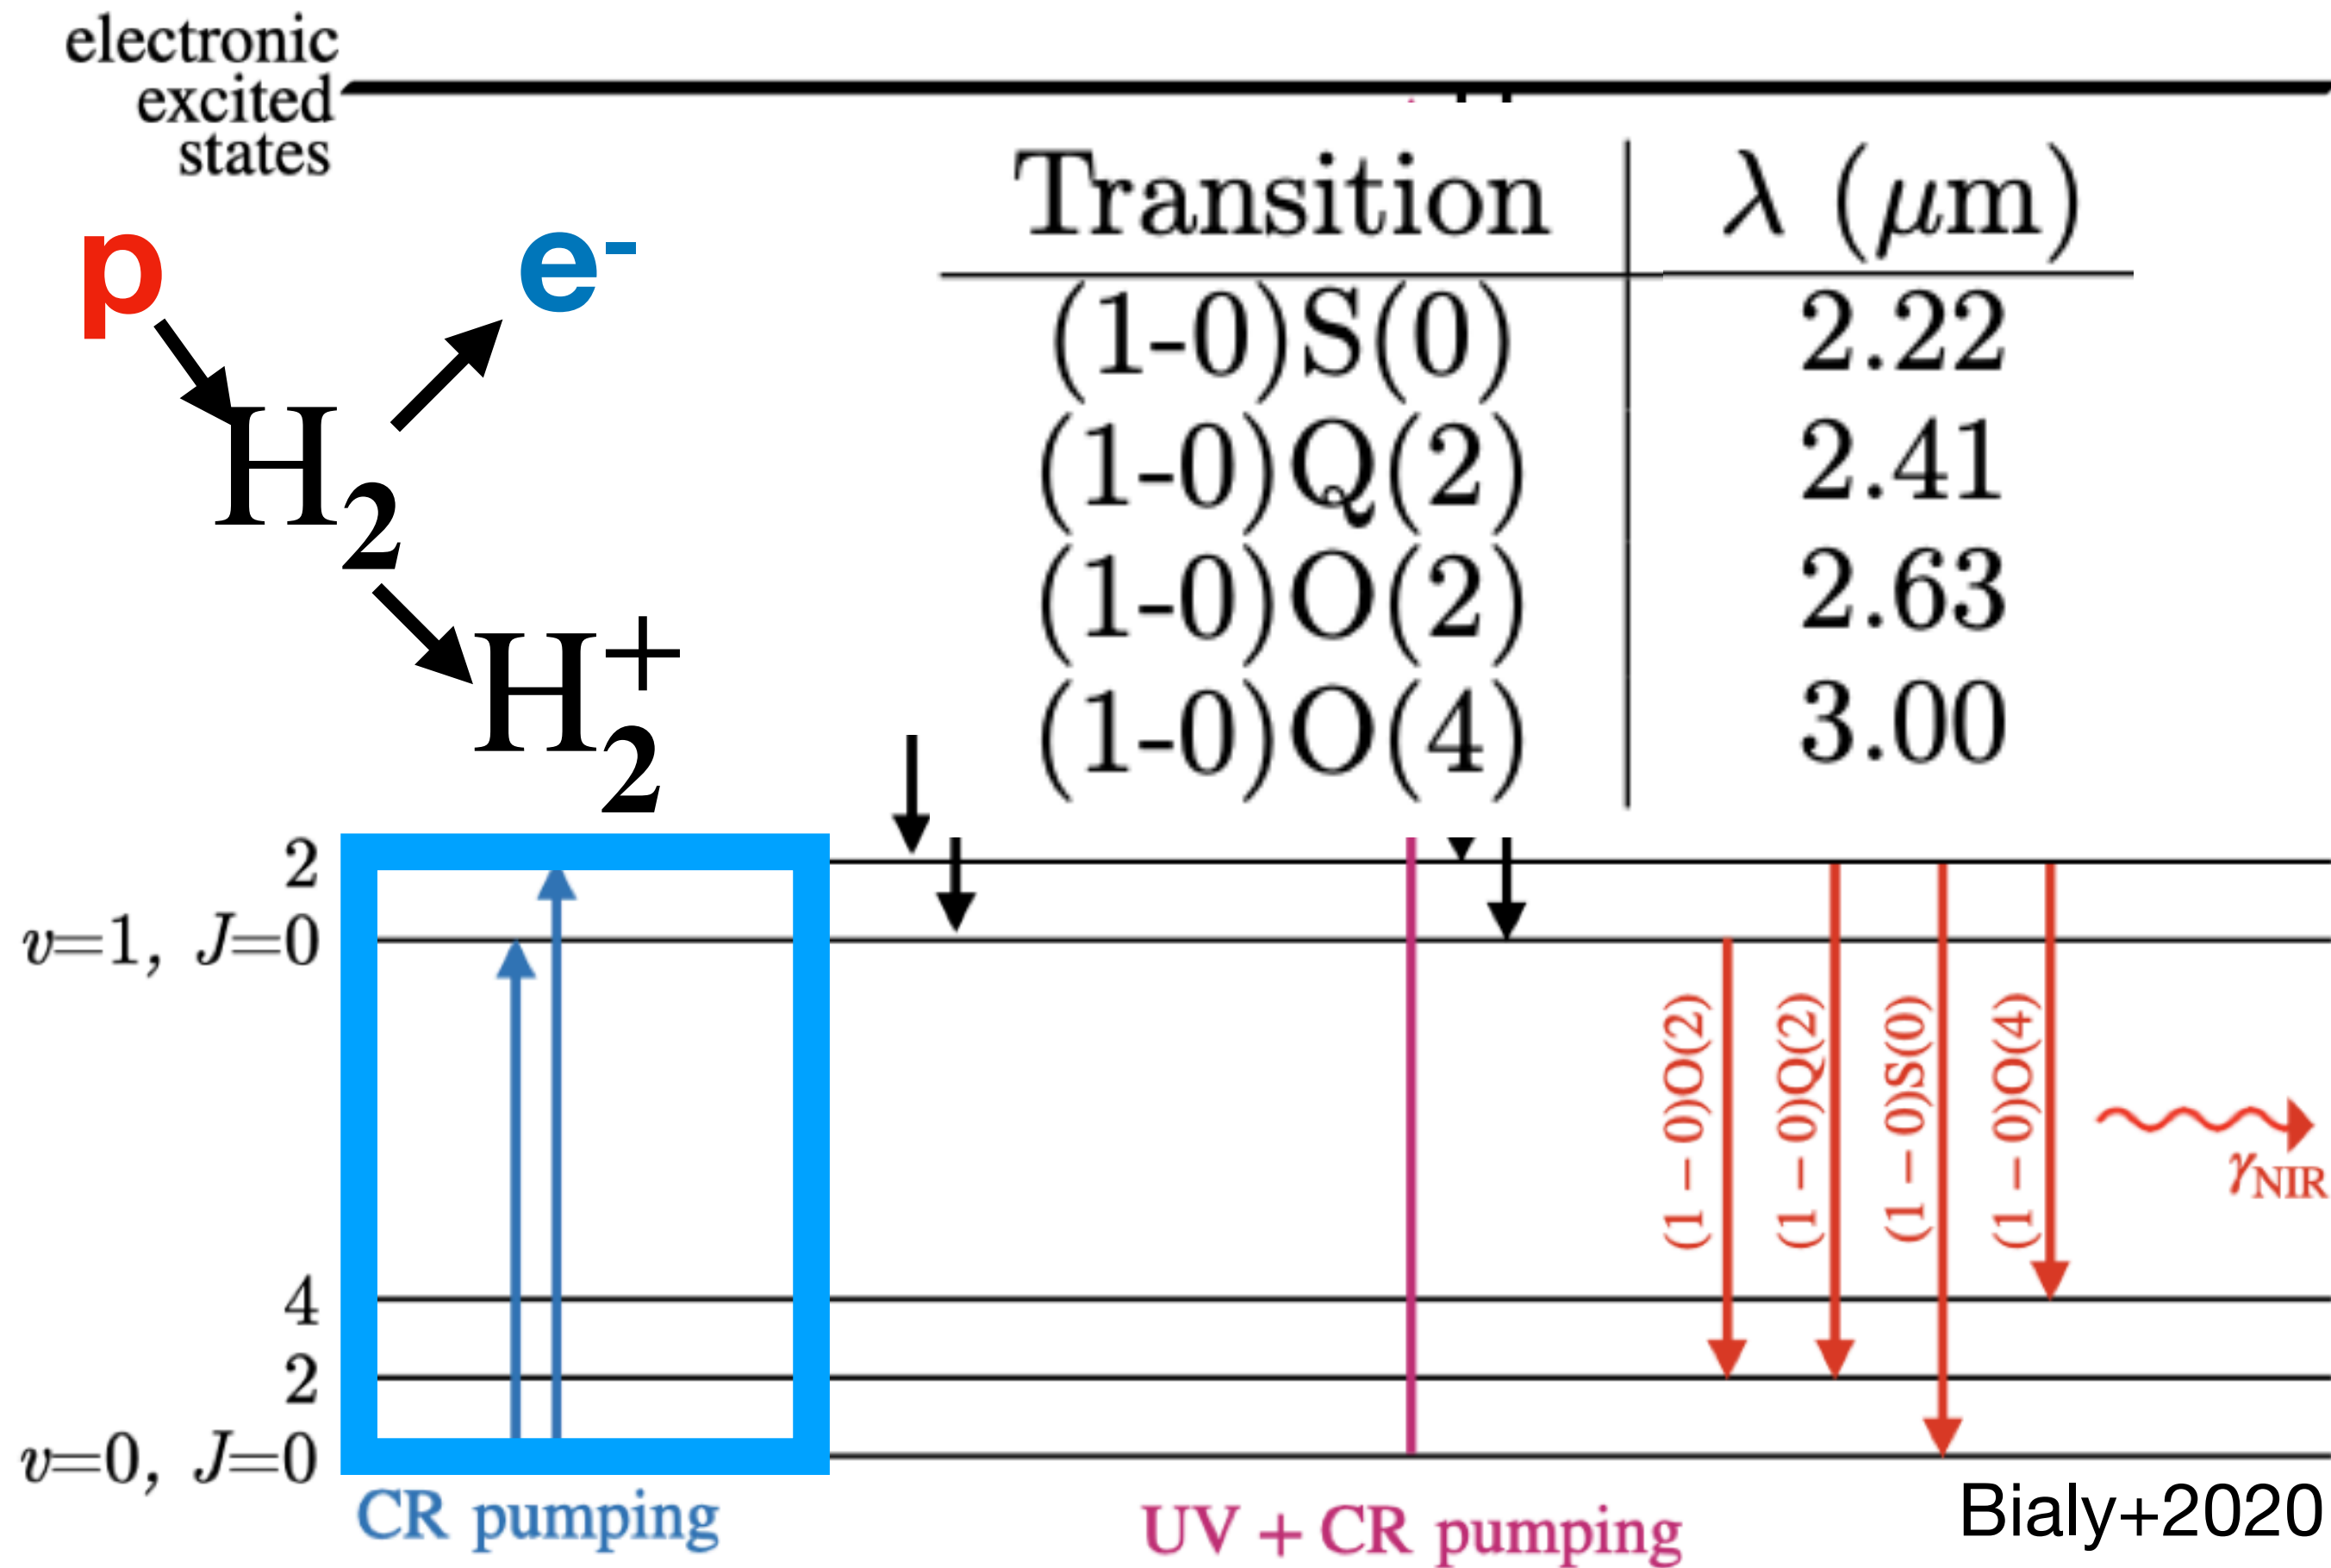 electronic
excited
states
p
e-
H2
H2+
Transition λ (μm)
(1-0)S(0) 2.22
(1-0)Q(2) 2.41
(1-0)O(2) 2.63
(1-0)O(4) 3.00
2
v=1, J=0
4
2
v=0, J=0
(1 – 0)O(2)
(1 – 0)Q(2)
(1 – 0)S(0)
(1 – 0)O(4)
γNIR
CR pumping
UV + CR pumping
Bialy+2020